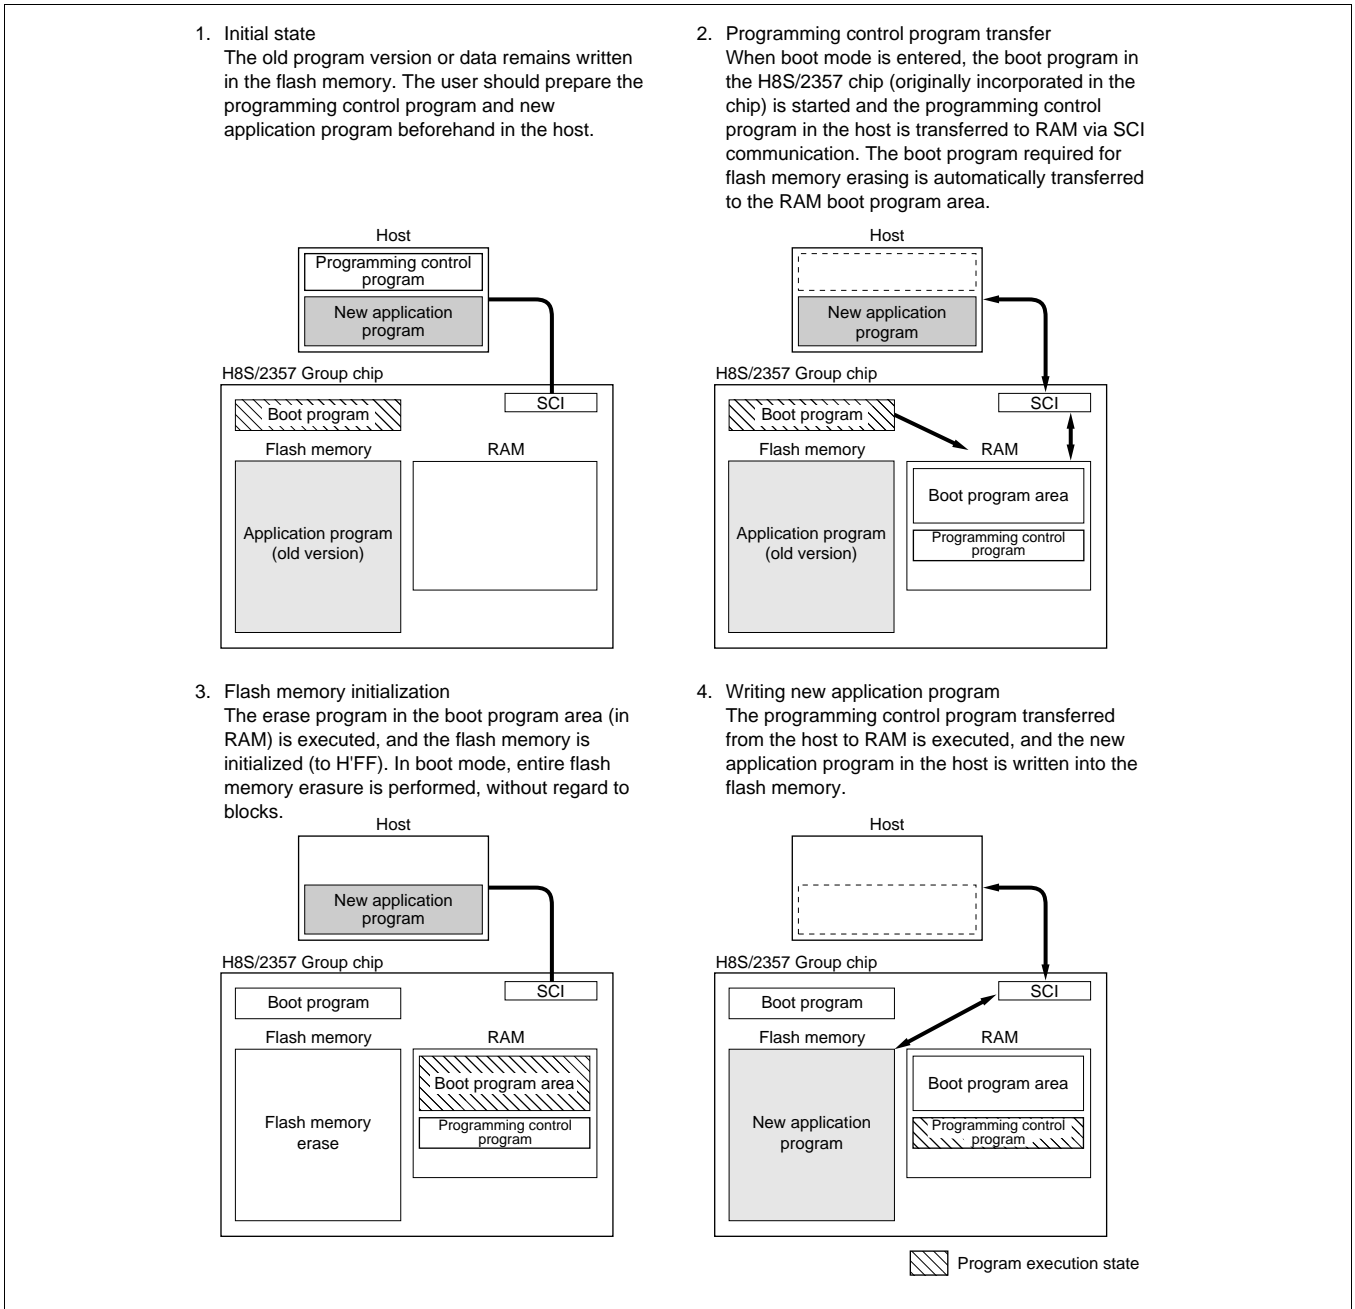 1. Initial state
The old program version or data remains written
in the flash memory. The user should prepare the
programming control program and new
application program beforehand in the host.
Host
Programming control
program
New application
program
H8S/2357 Group chip
Boot program
SCI
Flash memory
RAM
Application program
(old version)
2. Programming control program transfer
When boot mode is entered, the boot program in
the H8S/2357 chip (originally incorporated in the
chip) is started and the programming control
program in the host is transferred to RAM via SCI
communication. The boot program required for
flash memory erasing is automatically transferred
to the RAM boot program area.
Host
New application
program
H8S/2357 Group chip
Boot program
SCI
Flash memory
RAM
Application program
(old version)
Boot program area
Programming control
program
3. Flash memory initialization
The erase program in the boot program area (in
RAM) is executed, and the flash memory is
initialized (to H'FF). In boot mode, entire flash
memory erasure is performed, without regard to
blocks.
Host
New application
program
H8S/2357 Group chip
Boot program
SCI
Flash memory
RAM
Flash memory
erase
Boot program area
Programming control
program
4. Writing new application program
The programming control program transferred
from the host to RAM is executed, and the new
application program in the host is written into the
flash memory.
Host
H8S/2357 Group chip
Boot program
SCI
Flash memory
RAM
New application
program
Boot program area
Programming control
program
Program execution state